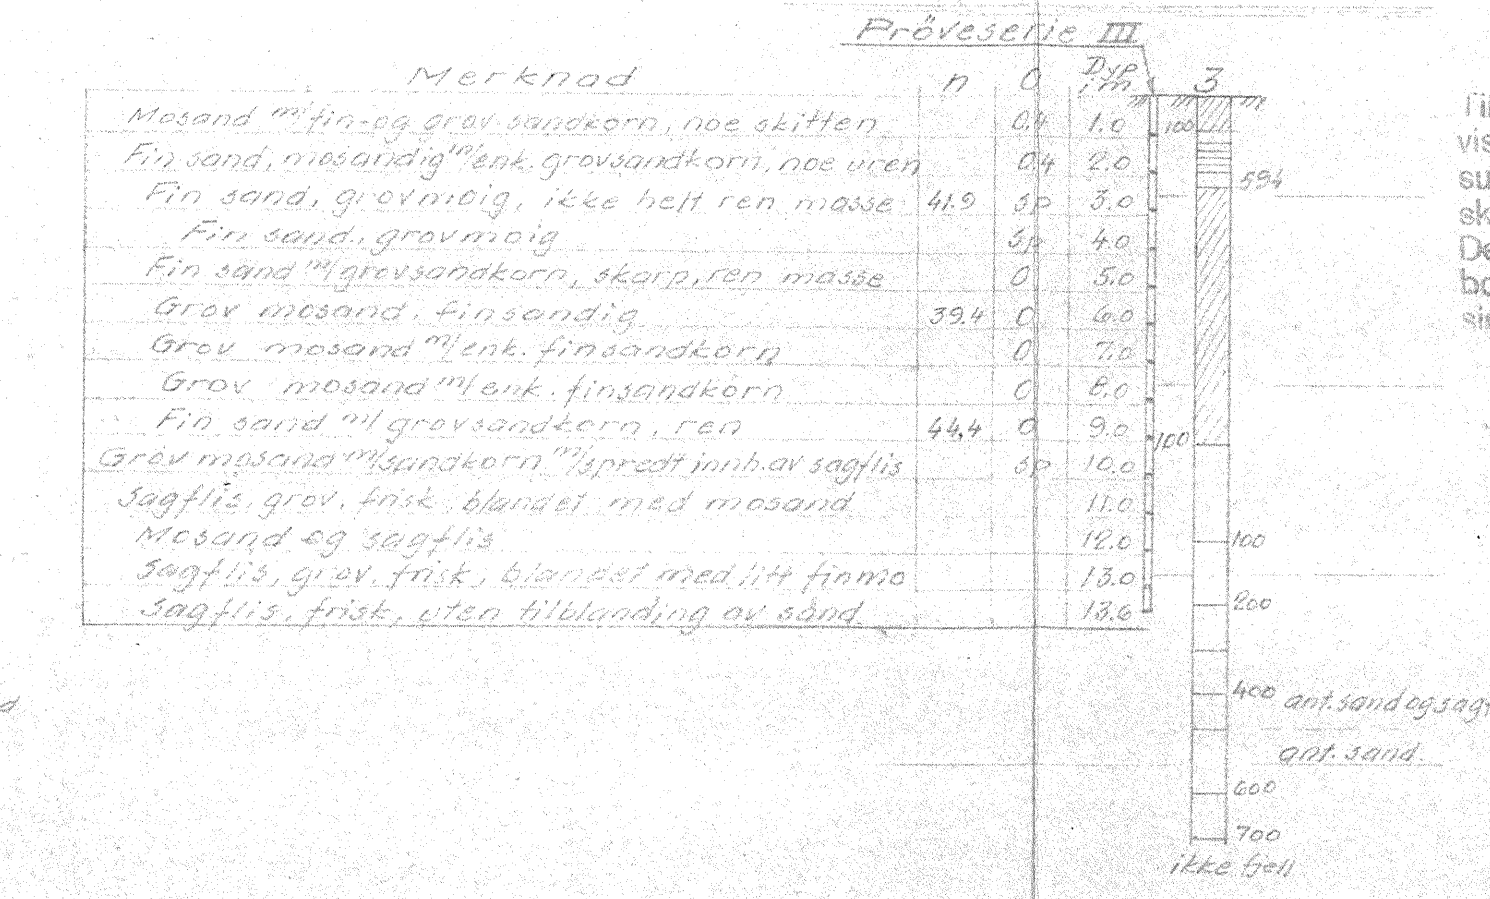 Pröveserie III
Merknad n O Dyp i m 3
Mosand m/fin-og grov sandkorn, noe skitten 0.4 1.0 100
Fin sand, mosandig m/enk. grovsandkorn, noe uren 0.4 2.0
594
Fin sand, grovmoig, ikke helt ren masse 41.9 sp 3.0
Fin sand, grovmoig sp 4.0
Fin sand m/grovsandkorn, skarp, ren masse 0 5.0
Grov mosand, finsandig 39.4 0 6.0
Grov mosand m/enk. finsandkorn 0 7.0
Grov mosand m/enk. finsandkorn 0 8.0
Fin sand m/grovsandkorn, ren 44.4 0 9.0 100
Grov mosand m/sandkorn m/spredt innh. av sagflis sp 10.0
Sagflis, grov, frisk, blandet med mosand 11.0
Mosand og sagflis 12.0 100
Sagflis, grov, frisk, blandet med litt finmo 13.0
Sagflis, frisk, uten tilblanding av sand 13.6 200
400 ant. sand og sagf
ant. sand
600
700
ikke fjell
vis
su
sk
De